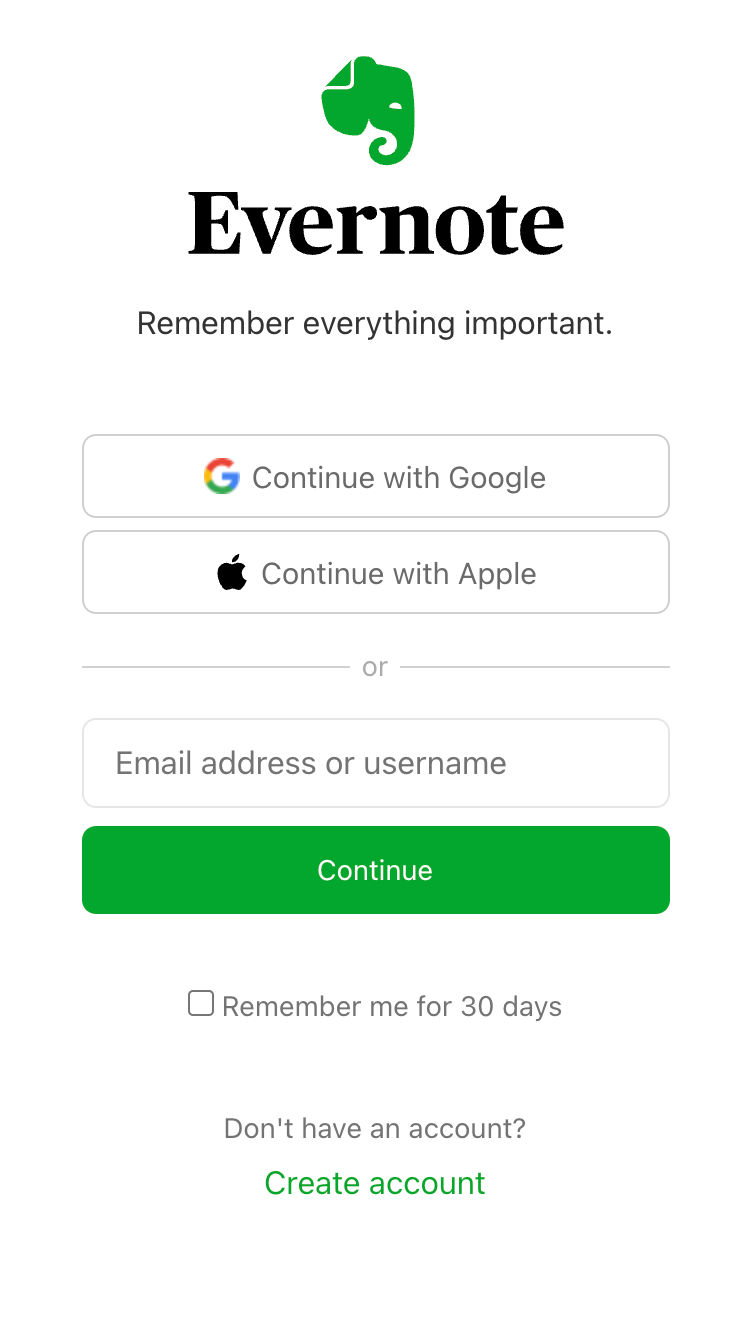 Evernote
Remember everything important.
Continue with Google
Continue with Apple
or
Email address or username
Continue
Remember me for 30 days
Don't have an account?
Create account